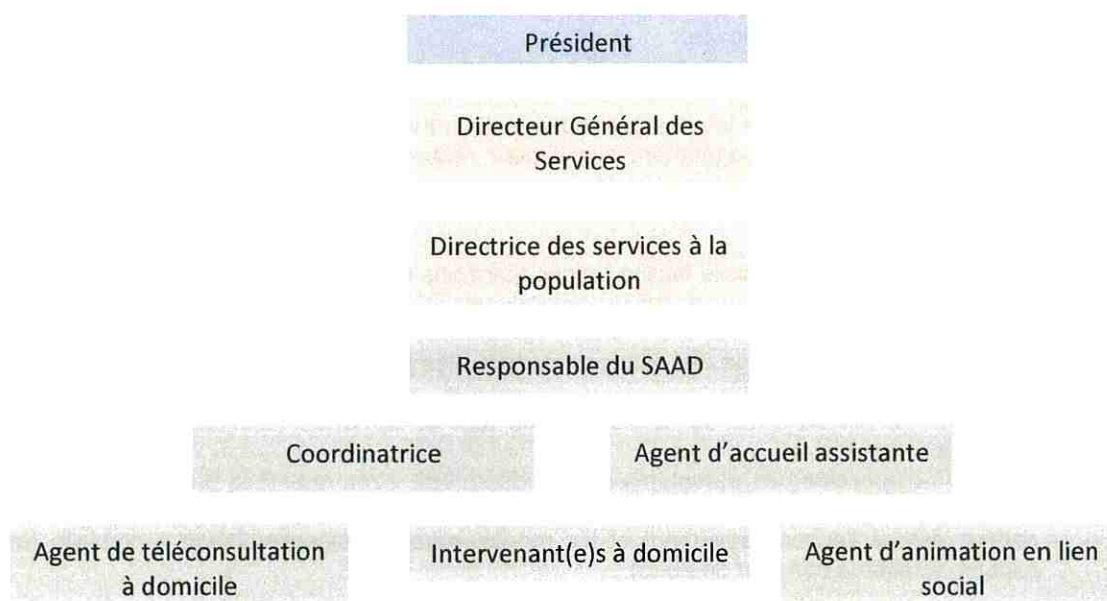 Président
Directeur Général des
Services
Directrice des services à la
population
Responsable du SAAD
Coordinatrice
Agent d'accueil assistante
Agent de téléconsultation
à domicile
Intervenant(e)s à domicile
Agent d'animation en lien
social